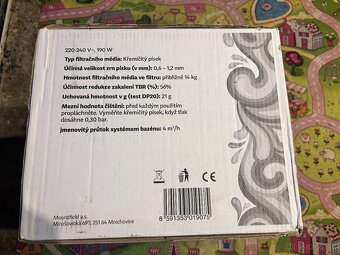 220-240 V~, 190 W
Typ filtračního média: Křemičitý písek
Účinná velikost zrn písku (v mm): 0,6 - 1,2 mm
Hmotnost filtračního média ve filtru: přibližně 14 kg
Účinnost redukce zakalení TBR (%): 56%
Uchovaná hmotnost v g (test DP20): 21 g
Mezní hodnota čištění: před každým použitím
propláchněte. Vyměňte křemičitý písek, když tlak
dosáhne 0,30 bar.
jmenovitý průtok systémem bazénu: 4 m³/h
Mountfield a.s.
Mirošovická 697, 251 64 Mnichovice
8591353019075